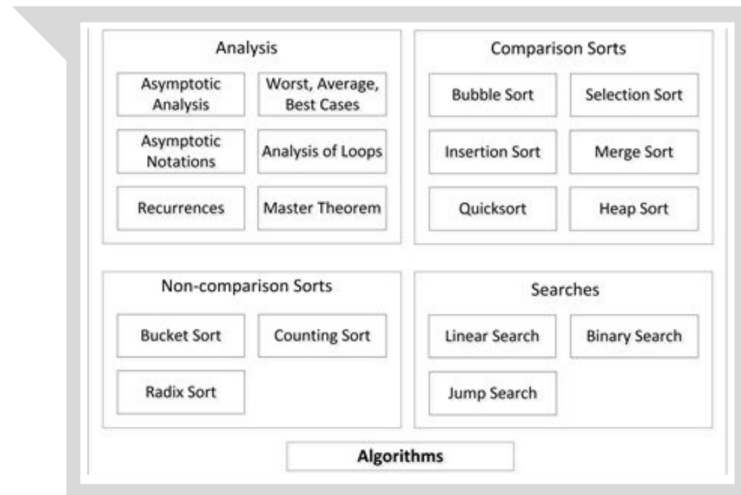 Analysis
Asymptotic
Analysis
Worst, Average,
Best Cases
Asymptotic
Notations
Analysis of Loops
Recurrences
Master Theorem
Comparison Sorts
Bubble Sort
Selection Sort
Insertion Sort
Merge Sort
Quicksort
Heap Sort
Non-comparison Sorts
Bucket Sort
Counting Sort
Radix Sort
Searches
Linear Search
Binary Search
Jump Search
Algorithms